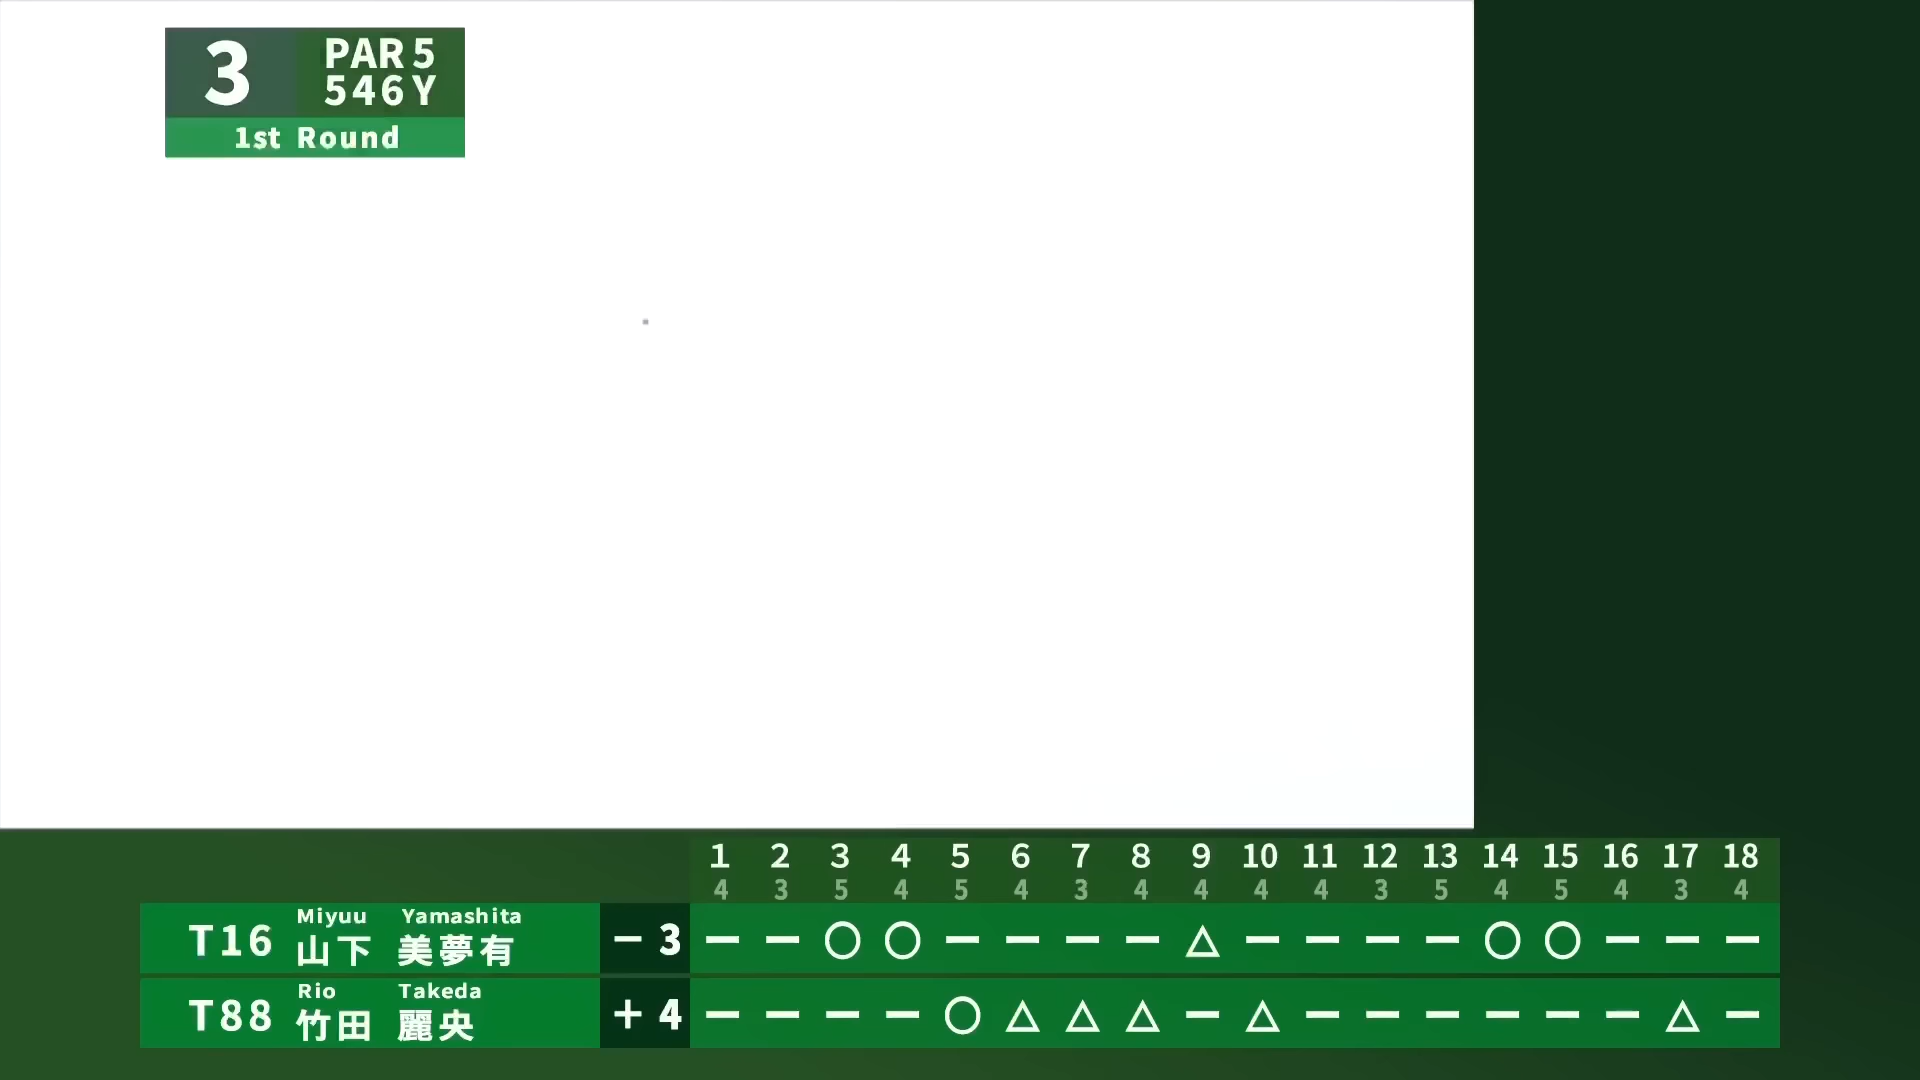 3
PAR 5
546Y
1st Round
1 2 3 4 5 6 7 8 9 10 11 12 13 14 15 16 17 18
4 3 5 4 5 4 3 4 4 4 4 3 5 4 5 4 3 4
Miyuu Yamashita
T16 山下 美夢有 − 3 — — ○ ○ — — — — △ — — — — ○ ○ — — —
Rio Takeda
T88 竹田 麗央 + 4 — — — — ○ △ △ △ — △ — — — — — — △ —